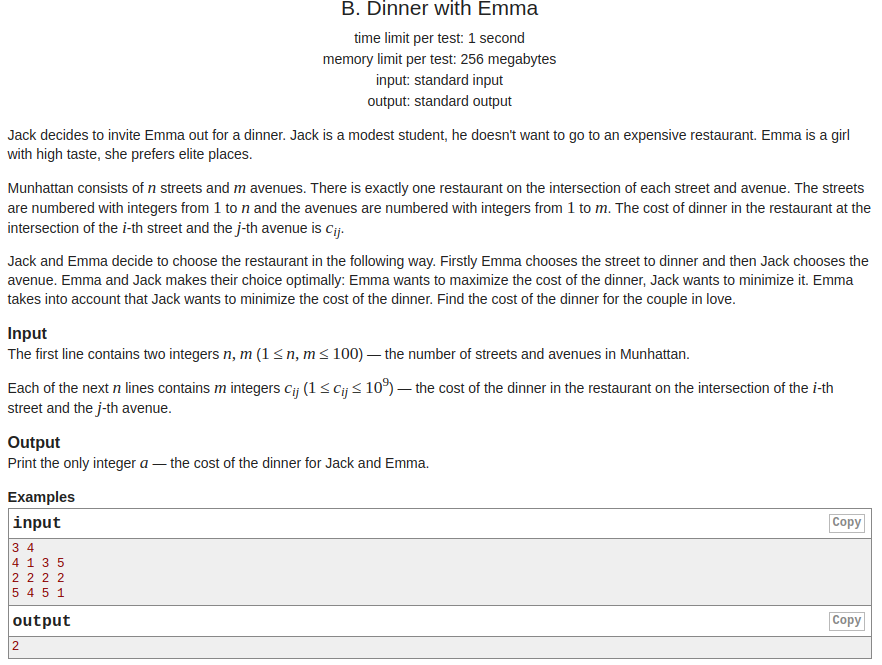 B. Dinner with Emma
time limit per test: 1 second
memory limit per test: 256 megabytes
input: standard input
output: standard output
Jack decides to invite Emma out for a dinner. Jack is a modest student, he doesn't want to go to an expensive restaurant. Emma is a girl
with high taste, she prefers elite places.
Munhattan consists of n streets and m avenues. There is exactly one restaurant on the intersection of each street and avenue. The streets
are numbered with integers from 1 to n and the avenues are numbered with integers from 1 to m. The cost of dinner in the restaurant at the
intersection of the i-th street and the j-th avenue is cij.
Jack and Emma decide to choose the restaurant in the following way. Firstly Emma chooses the street to dinner and then Jack chooses the
avenue. Emma and Jack makes their choice optimally: Emma wants to maximize the cost of the dinner, Jack wants to minimize it. Emma
takes into account that Jack wants to minimize the cost of the dinner. Find the cost of the dinner for the couple in love.
Input
The first line contains two integers n, m (1 ≤ n, m ≤ 100) — the number of streets and avenues in Munhattan.
Each of the next n lines contains m integers cij (1 ≤ cij ≤ 10^9) — the cost of the dinner in the restaurant on the intersection of the i-th
street and the j-th avenue.
Output
Print the only integer a — the cost of the dinner for Jack and Emma.
Examples
input Copy
3 4
4 1 3 5
2 2 2 2
5 4 5 1
output Copy
2